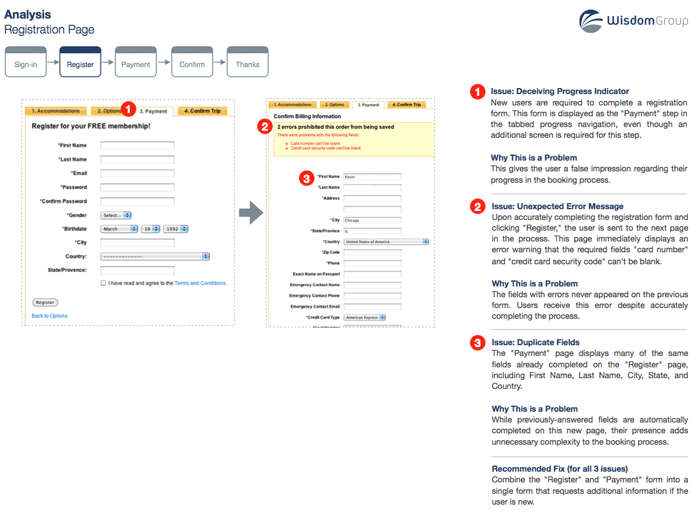 Analysis
Registration Page
WisdomGroup
Sign-in
Register
Payment
Confirm
Thanks
1. Accommodations 2. Options 1 3. Payment 4. Confirm Trip
Register for your FREE membership!
*First Name
*Last Name
*Email
*Password
*Confirm Password
*Gender Select...
*Birthdate March 18 1992
*City
Country: ---------------
State/Province:
I have read and agree to the Terms and Conditions.
Register
Back to Options
1. Accommodations 2. Options 3. Payment 4. Confirm Trip
Confirm Billing Information
2 2 errors prohibited this order from being saved
There were problems with the following fields:
Card number can't be blank
Credit card security code can't be blank
3 *First Name Kevin
*Last Name
*Address
*City Chicago
*State/Province IL
*Country United States of America
*Zip Code
*Phone
Exact Name on Passport
Emergency Contact Name
Emergency Contact Phone
Emergency Contact Email
*Credit Card Type American Express
1 Issue: Deceiving Progress Indicator
New users are required to complete a registration
form. This form is displayed as the "Payment" step in
the tabbed progress navigation, even though an
additional screen is required for this step.
Why This is a Problem
This gives the user a false impression regarding their
progress in the booking process.
2 Issue: Unexpected Error Message
Upon accurately completing the registration form and
clicking "Register," the user is sent to the next page
in the process. This page immediately displays an
error warning that the required fields "card number"
and "credit card security code" can't be blank.
Why This is a Problem
The fields with errors never appeared on the previous
form. Users receive this error despite accurately
completing the process.
3 Issue: Duplicate Fields
The "Payment" page displays many of the same
fields already completed on the "Register" page,
including First Name, Last Name, City, State, and
Country.
Why This is a Problem
While previously-answered fields are automatically
completed on this new page, their presence adds
unnecessary complexity to the booking process.
Recommended Fix (for all 3 issues)
Combine the "Register" and "Payment" form into a
single form that requests additional information if the
user is new.